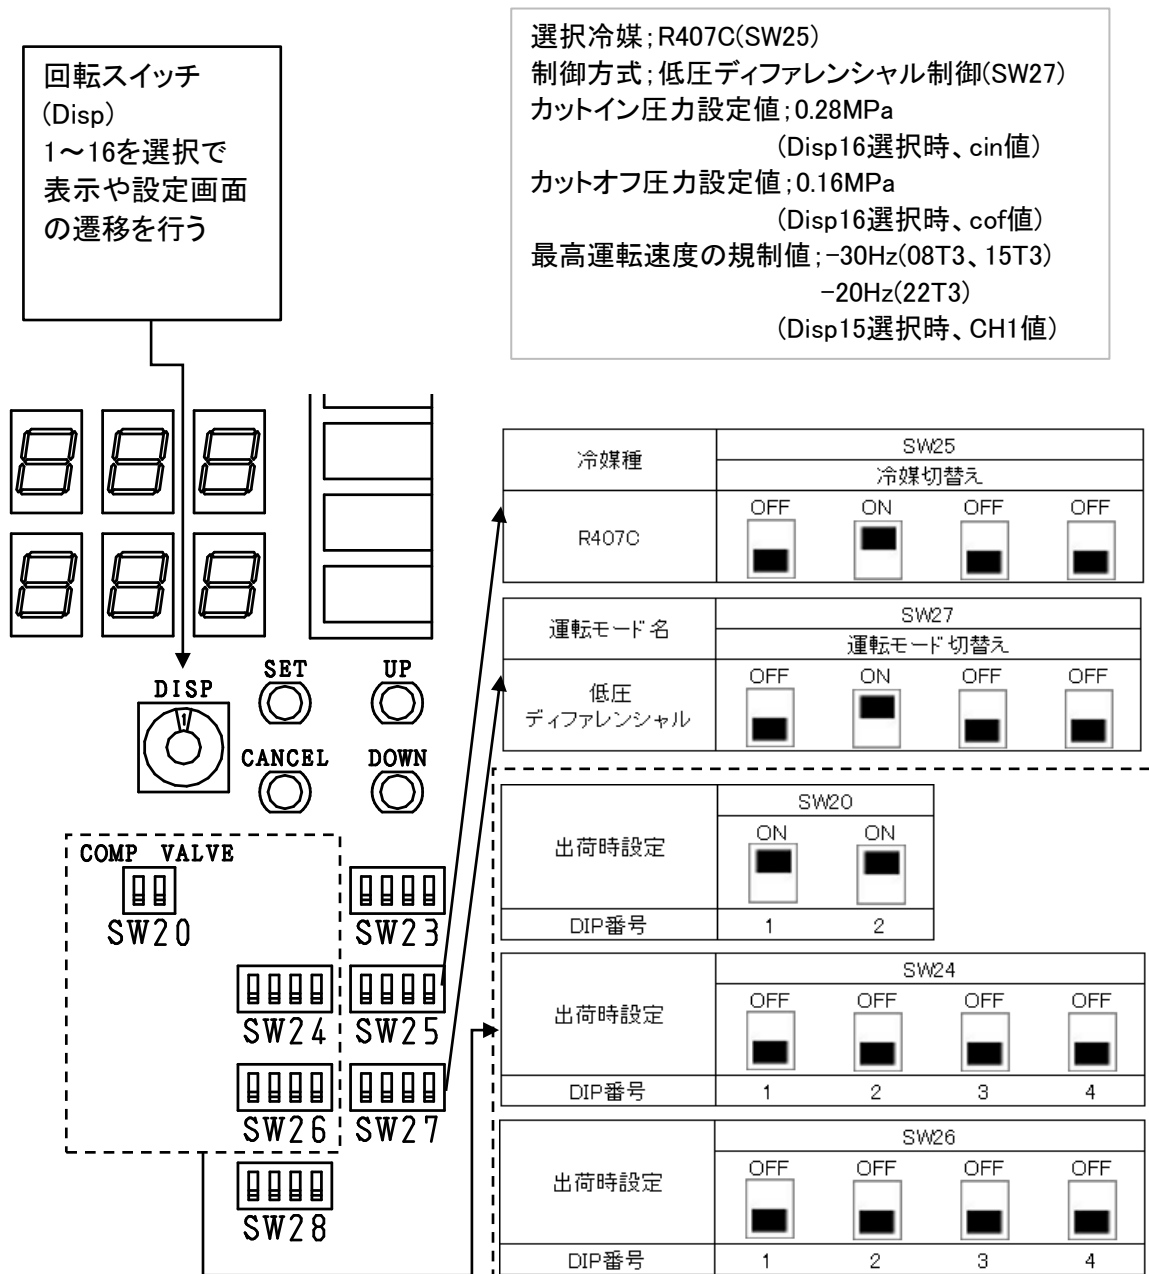 回転スイッチ
(Disp)
1～16を選択で
表示や設定画面
の遷移を行う
選択冷媒;R407C(SW25)
制御方式;低圧ディファレンシャル制御(SW27)
カットイン圧力設定値;0.28MPa
(Disp16選択時、cin値)
カットオフ圧力設定値;0.16MPa
(Disp16選択時、cof値)
最高運転速度の規制値;-30Hz(08T3、15T3)
-20Hz(22T3)
(Disp15選択時、CH1値)
DISP
1
SET
UP
CANCEL
DOWN
COMP VALVE
SW20
SW23
SW24
SW25
SW26
SW27
SW28
冷媒種
SW25
冷媒切替え
R407C
OFF ON OFF OFF
運転モード名
SW27
運転モード切替え
低圧
ディファレンシャル
OFF ON OFF OFF
出荷時設定
SW20
ON ON
DIP番号 1 2
出荷時設定
SW24
OFF OFF OFF OFF
DIP番号 1 2 3 4
出荷時設定
SW26
OFF OFF OFF OFF
DIP番号 1 2 3 4